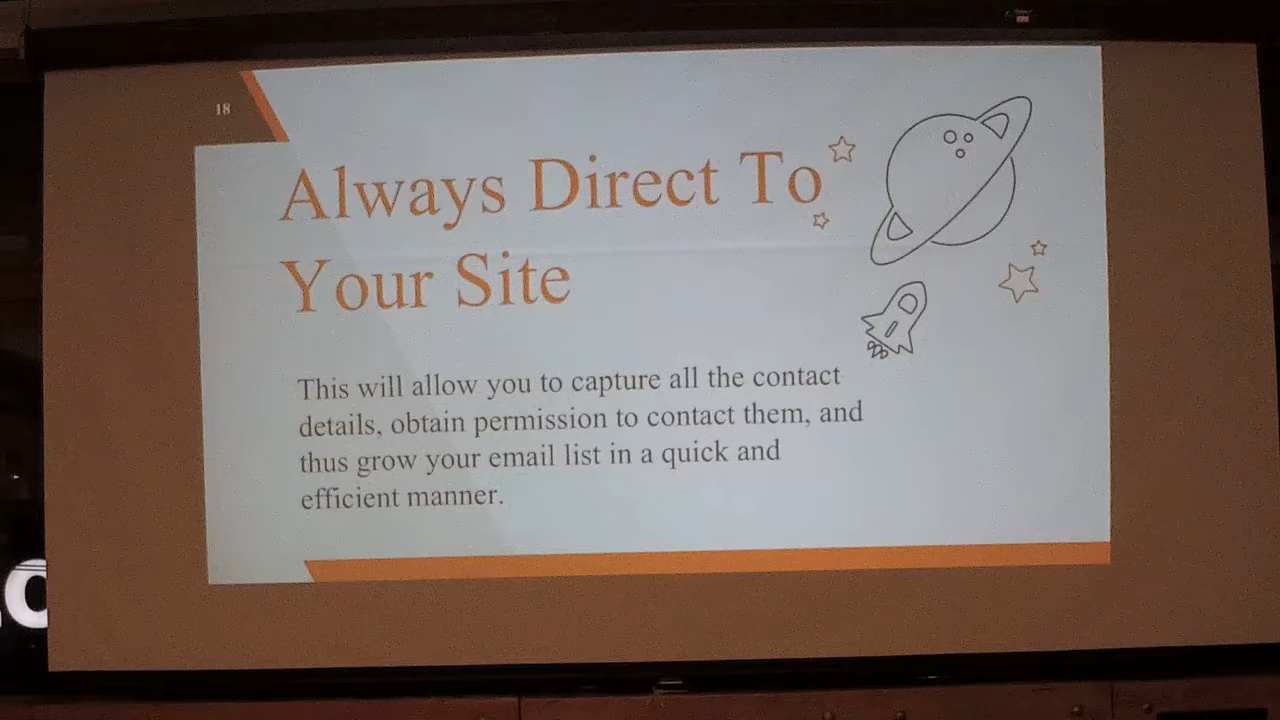 18
Always Direct To
Your Site
This will allow you to capture all the contact
details, obtain permission to contact them, and
thus grow your email list in a quick and
efficient manner.